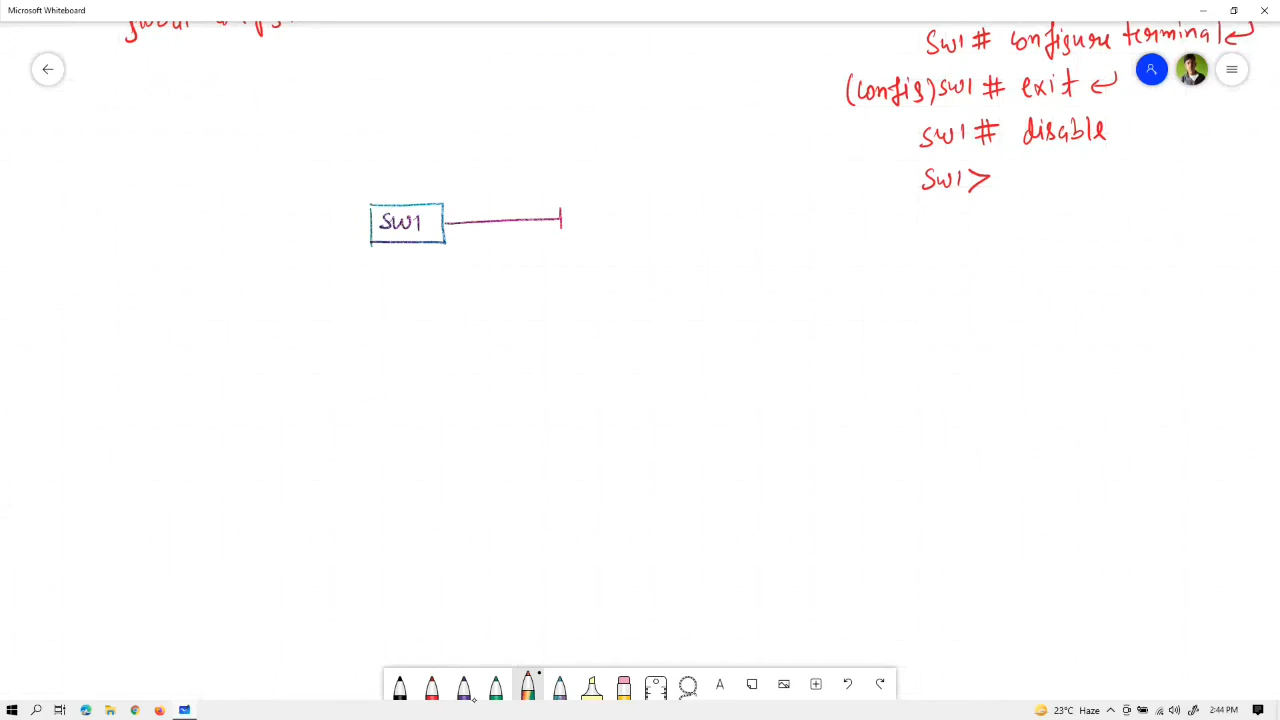 Microsoft Whiteboard
SW1 # configure terminal
(config)SW1 # exit
SW1 # disable
SW1>
SW1
A
23°C Haze
2:44 PM